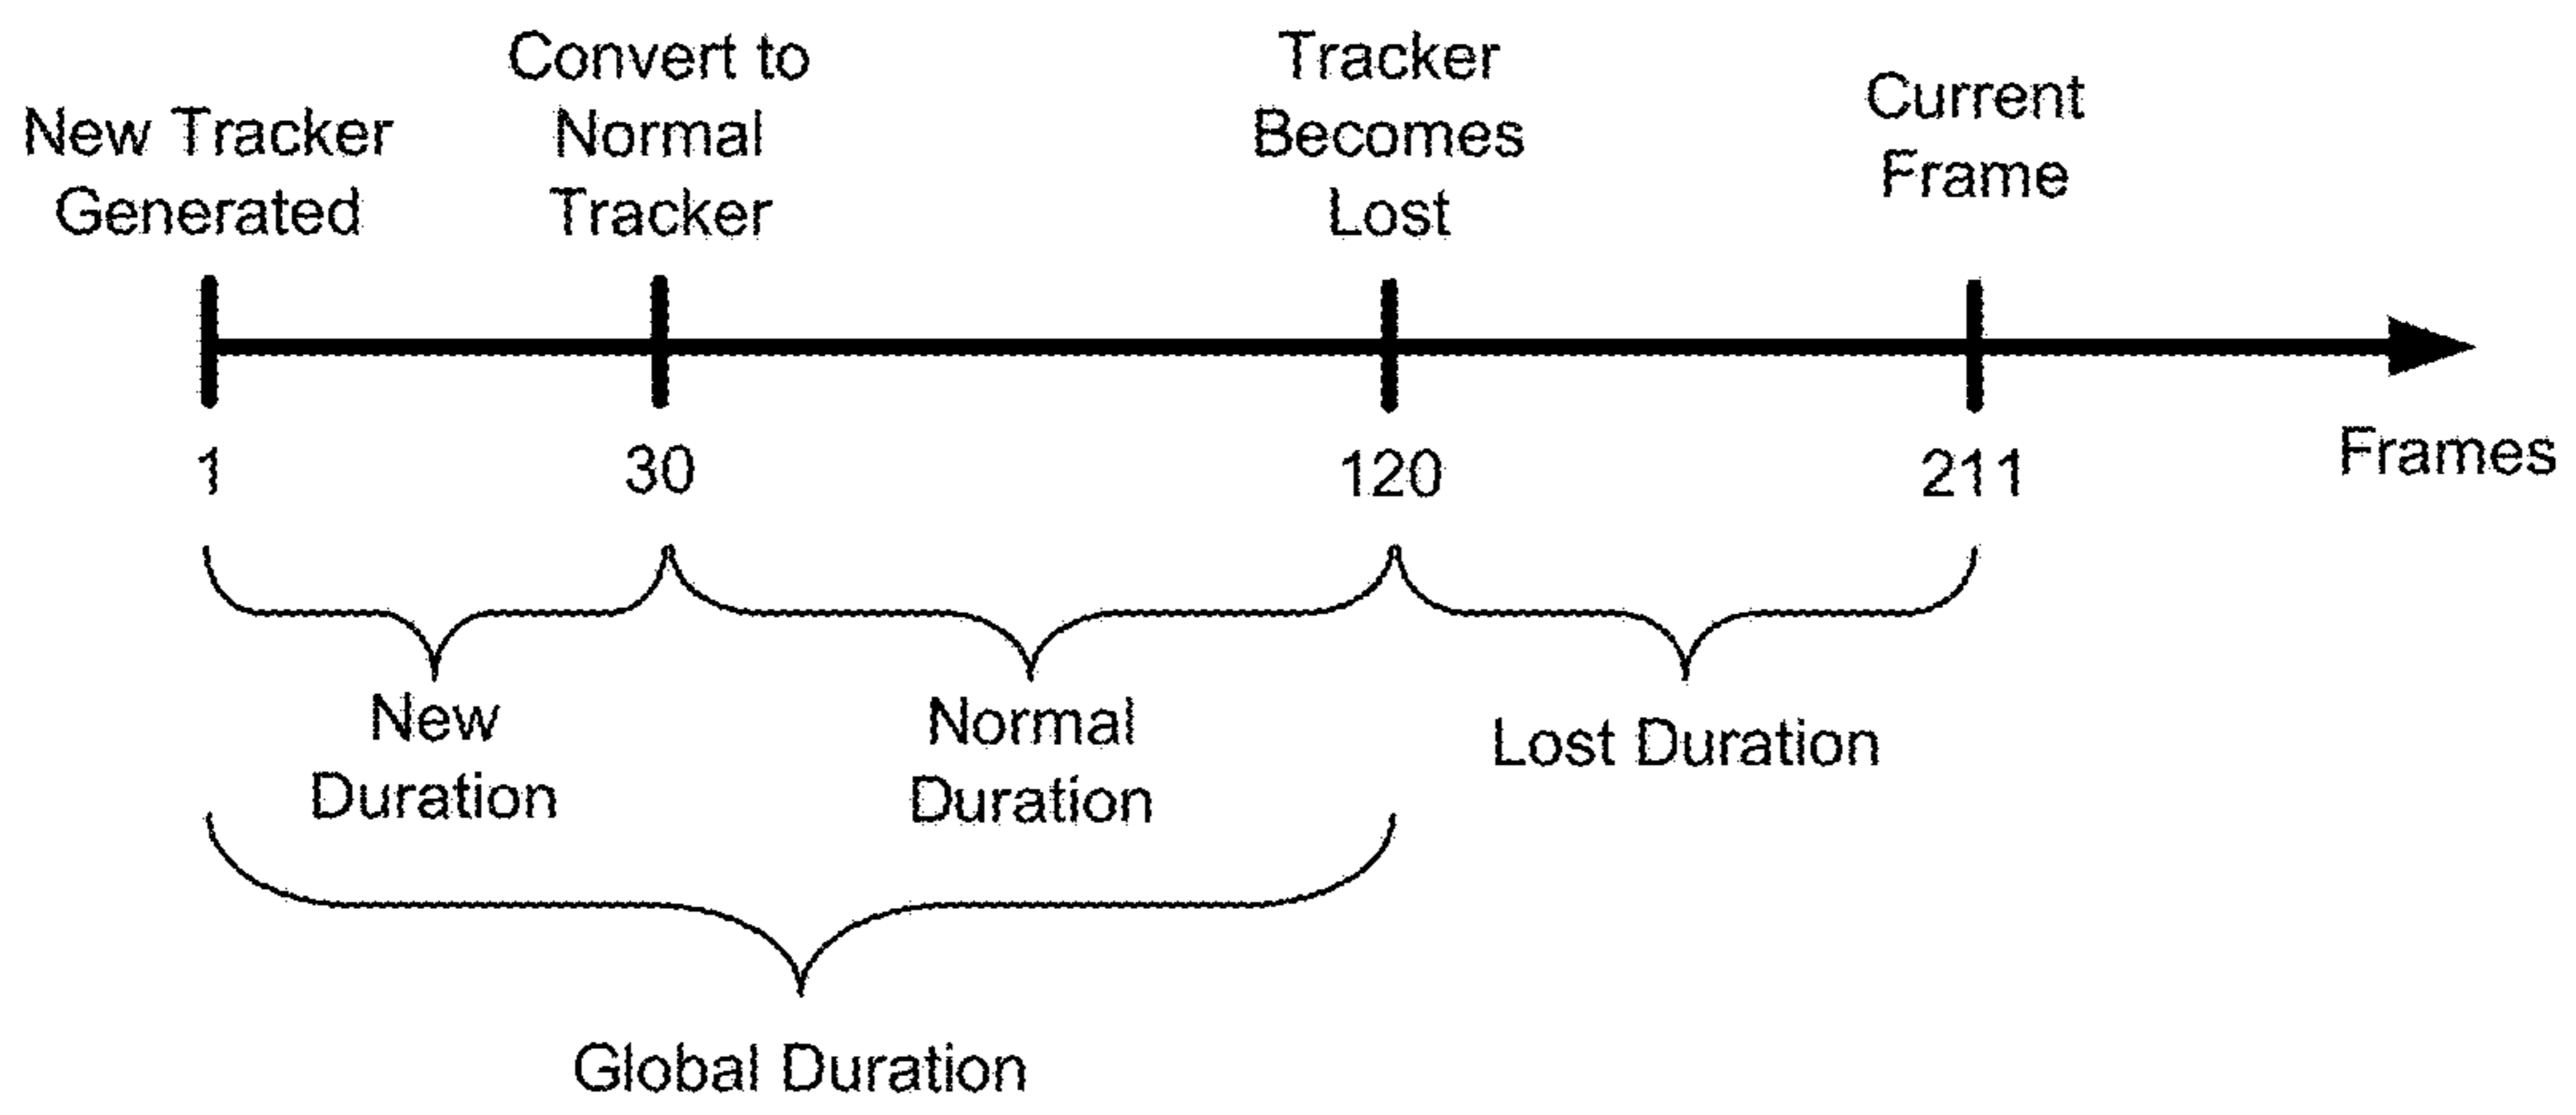 New Tracker
Generated
Convert to
Normal
Tracker
Tracker
Becomes
Lost
Current
Frame
1
30
120
211
Frames
New
Duration
Normal
Duration
Lost Duration
Global Duration